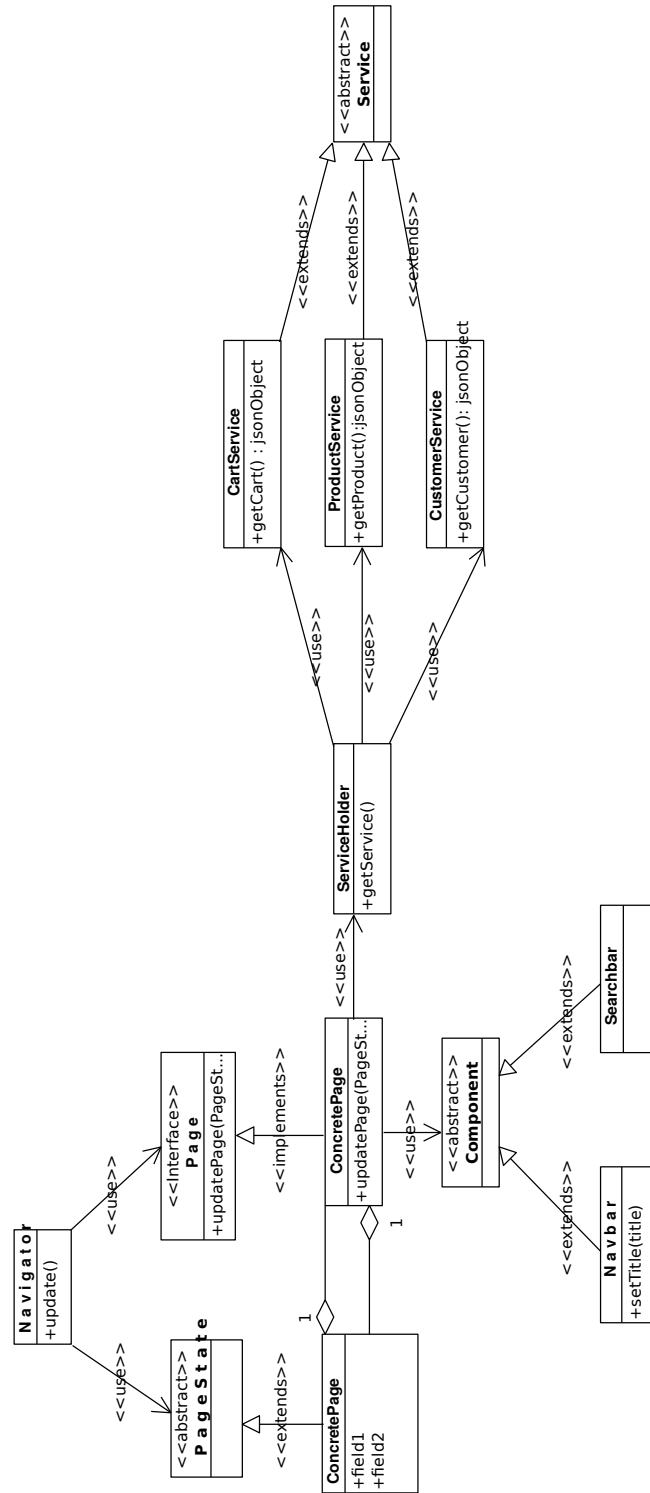 Navigator
+update()
<<use>>
<<use>>
<<abstract>>
PageState
<<Interface>>
Page
+updatePage(PageSt...
<<extends>>
<<implements>>
ConcretePage
+field1
+field2
1
1
ConcretePage
+updatePage(PageSt...
<<use>>
<<use>>
<<abstract>>
Component
<<extends>>
<<extends>>
Navbar
+setTitle(title)
Searchbar
ServiceHolder
+getService()
<<use>>
<<use>>
<<use>>
CartService
+getCart() : jsonObject
ProductService
+getProduct():jsonObject
CustomerService
+getCustomer(): jsonObject
<<extends>>
<<extends>>
<<extends>>
<<abstract>>
Service